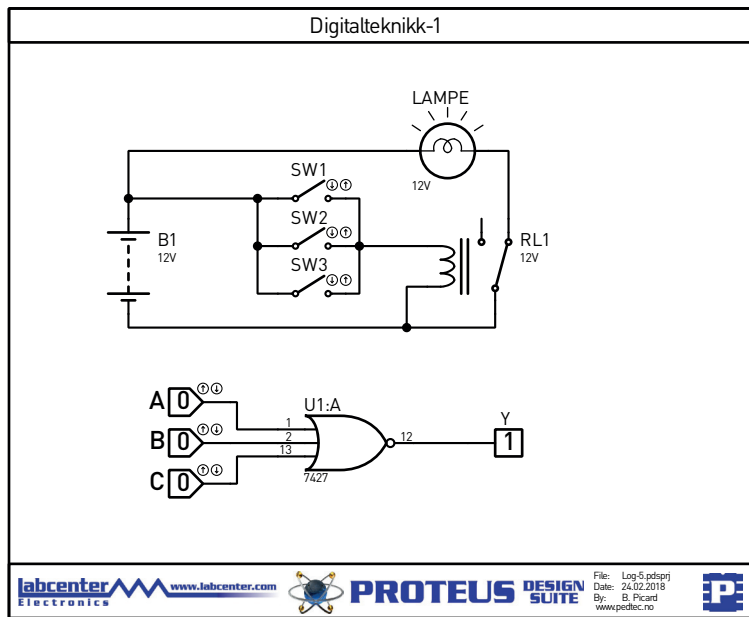 Digitalteknikk-1
LAMPE
12V
SW1
SW2
SW3
B1
12V
RL1
12V
A 0
B 0
C 0
U1:A
1
2
13
12
7427
Y
1
labcenter www.labcenter.com
Electronics
PROTEUS DESIGN SUITE
File: Log-5.pdsprj
Date: 24.02.2018
By: B. Picard
www.pedtec.no
P